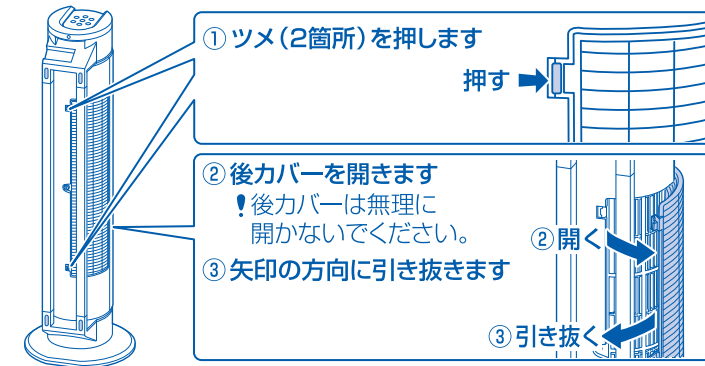 ① ツメ（2箇所）を押します
押す
② 後カバーを開きます
！後カバーは無理に
開かないでください。
② 開く
③ 矢印の方向に引き抜きます
③ 引き抜く